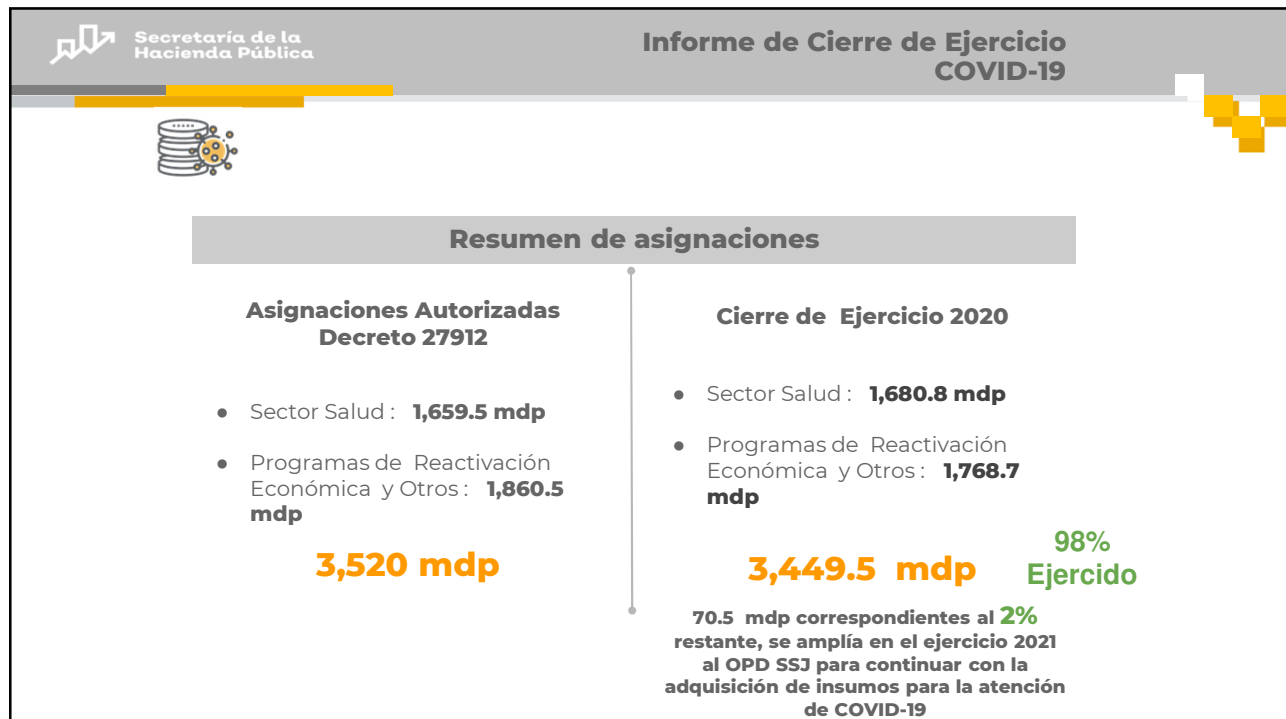 Secretaría de la
Hacienda Pública
Informe de Cierre de Ejercicio
COVID-19
Resumen de asignaciones
Asignaciones Autorizadas
Decreto 27912
● Sector Salud : 1,659.5 mdp
● Programas de Reactivación
Económica y Otros : 1,860.5
mdp
3,520 mdp
Cierre de Ejercicio 2020
● Sector Salud : 1,680.8 mdp
● Programas de Reactivación
Económica y Otros : 1,768.7
mdp
3,449.5 mdp
98%
Ejercido
70.5 mdp correspondientes al 2%
restante, se amplía en el ejercicio 2021
al OPD SSJ para continuar con la
adquisición de insumos para la atención
de COVID-19